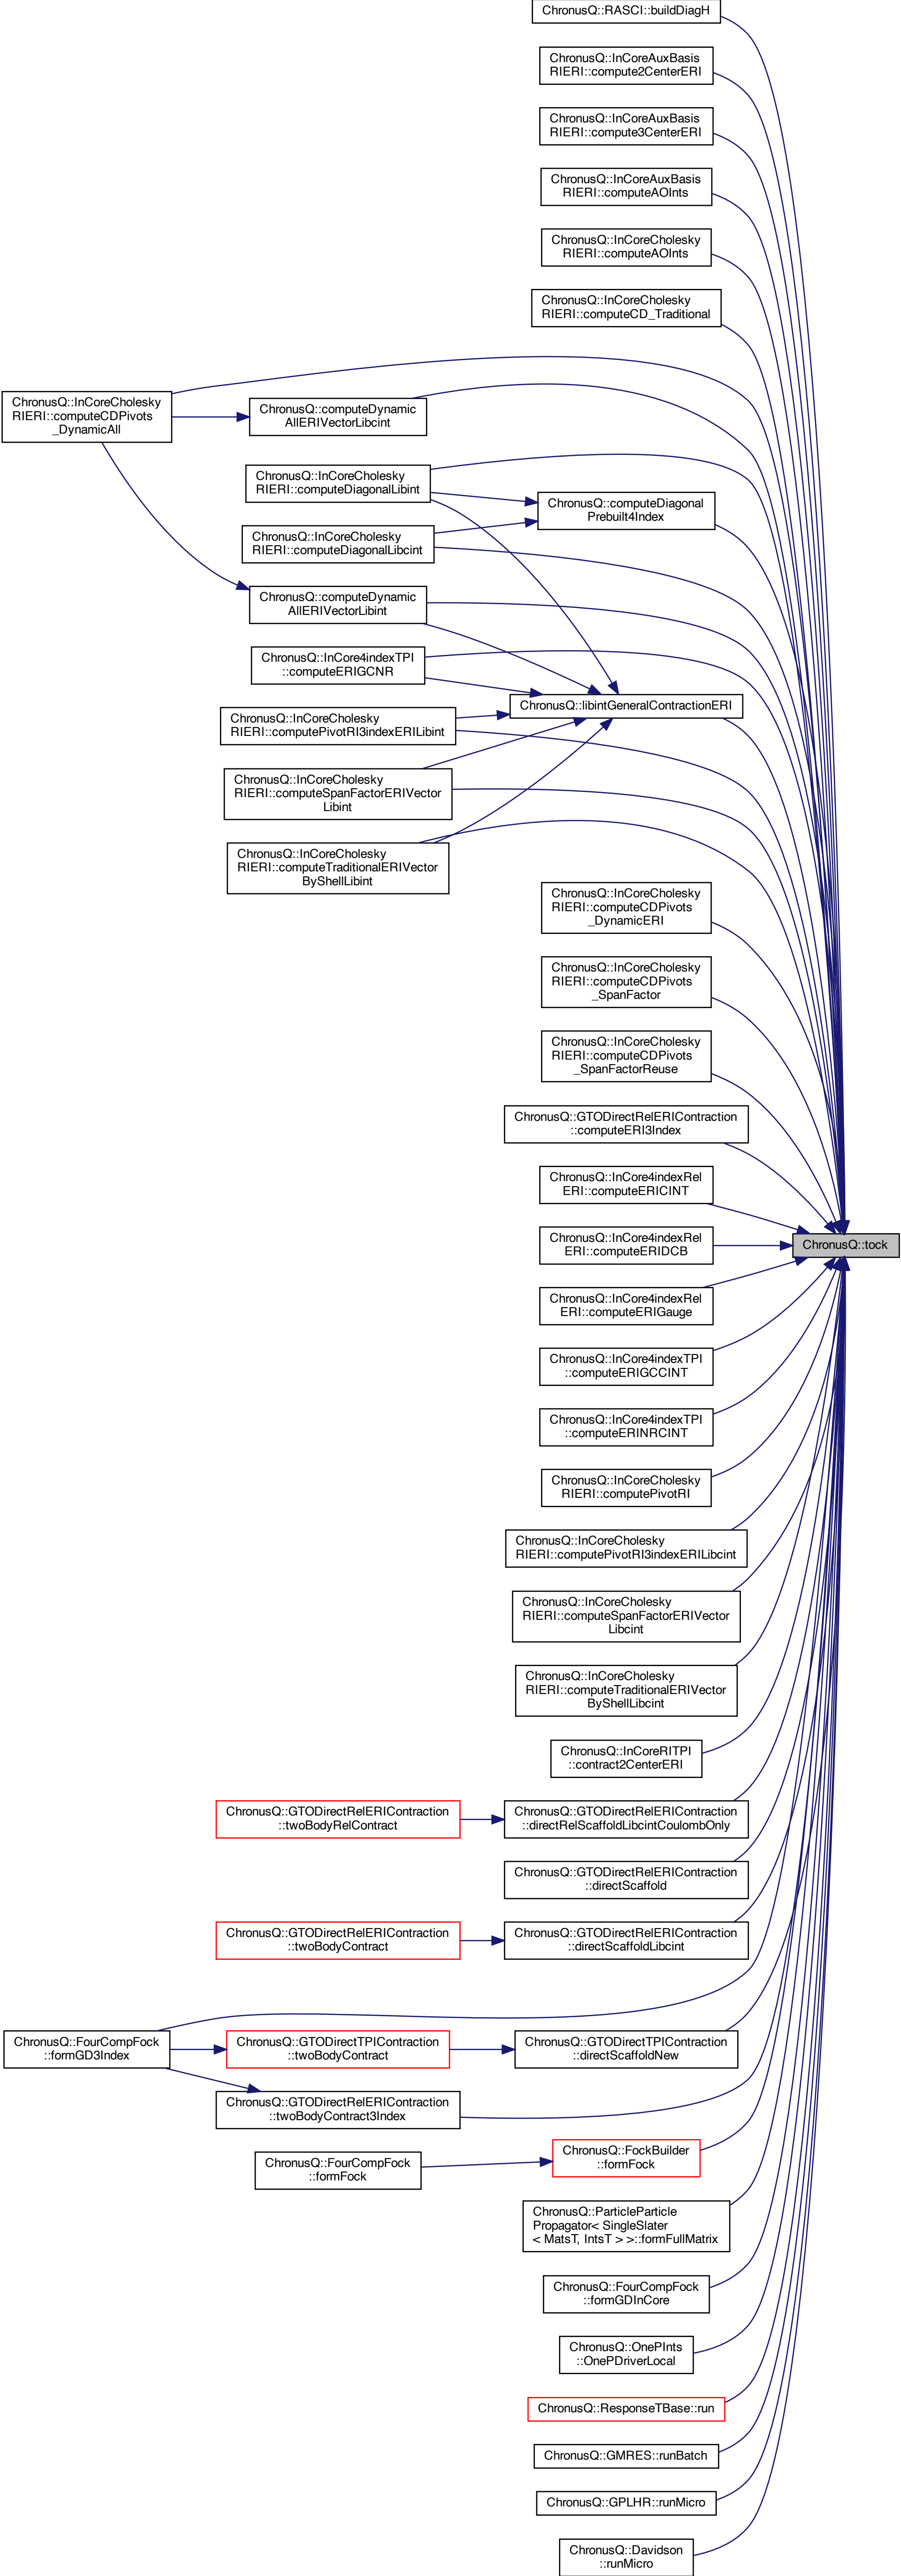 ChronusQ::RASCI::buildDiagH
ChronusQ::InCoreAuxBasis
RIERI::compute2CenterERI
ChronusQ::InCoreAuxBasis
RIERI::compute3CenterERI
ChronusQ::InCoreAuxBasis
RIERI::computeAOInts
ChronusQ::InCoreCholesky
RIERI::computeAOInts
ChronusQ::InCoreCholesky
RIERI::computeCD_Traditional
ChronusQ::InCoreCholesky
RIERI::computeCDPivots
_DynamicAll
ChronusQ::computeDynamic
AllERIVectorLibcint
ChronusQ::InCoreCholesky
RIERI::computeDiagonalLibint
ChronusQ::computeDiagonal
Prebuilt4Index
ChronusQ::InCoreCholesky
RIERI::computeDiagonalLibcint
ChronusQ::computeDynamic
AllERIVectorLibint
ChronusQ::InCore4indexTPI
::computeERIGCNR
ChronusQ::libintGeneralContractionERI
ChronusQ::InCoreCholesky
RIERI::computePivotRI3indexERILibint
ChronusQ::InCoreCholesky
RIERI::computeSpanFactorERIVector
Libint
ChronusQ::InCoreCholesky
RIERI::computeTraditionalERIVector
ByShellLibint
ChronusQ::InCoreCholesky
RIERI::computeCDPivots
_DynamicERI
ChronusQ::InCoreCholesky
RIERI::computeCDPivots
_SpanFactor
ChronusQ::InCoreCholesky
RIERI::computeCDPivots
_SpanFactorReuse
ChronusQ::GTODirectRelERIContraction
::computeERI3Index
ChronusQ::InCore4indexRel
ERI::computeERICINT
ChronusQ::InCore4indexRel
ERI::computeERIDCB
ChronusQ::tock
ChronusQ::InCore4indexRel
ERI::computeERIGauge
ChronusQ::InCore4indexTPI
::computeERIGCCINT
ChronusQ::InCore4indexTPI
::computeERINRCINT
ChronusQ::InCoreCholesky
RIERI::computePivotRI
ChronusQ::InCoreCholesky
RIERI::computePivotRI3indexERILibcint
ChronusQ::InCoreCholesky
RIERI::computeSpanFactorERIVector
Libcint
ChronusQ::InCoreCholesky
RIERI::computeTraditionalERIVector
ByShellLibcint
ChronusQ::InCoreRITPI
::contract2CenterERI
ChronusQ::GTODirectRelERIContraction
::twoBodyRelContract
ChronusQ::GTODirectRelERIContraction
::directRelScaffoldLibcintCoulombOnly
ChronusQ::GTODirectRelERIContraction
::directScaffold
ChronusQ::GTODirectRelERIContraction
::twoBodyContract
ChronusQ::GTODirectRelERIContraction
::directScaffoldLibcint
ChronusQ::FourCompFock
::formGD3Index
ChronusQ::GTODirectTPIContraction
::twoBodyContract
ChronusQ::GTODirectTPIContraction
::directScaffoldNew
ChronusQ::GTODirectRelERIContraction
::twoBodyContract3Index
ChronusQ::FourCompFock
::formFock
ChronusQ::FockBuilder
::formFock
ChronusQ::ParticleParticle
Propagator< SingleSlater
< MatsT, IntsT > >::formFullMatrix
ChronusQ::FourCompFock
::formGDInCore
ChronusQ::OnePInts
::OnePDriverLocal
ChronusQ::ResponseTBase::run
ChronusQ::GMRES::runBatch
ChronusQ::GPLHR::runMicro
ChronusQ::Davidson
::runMicro